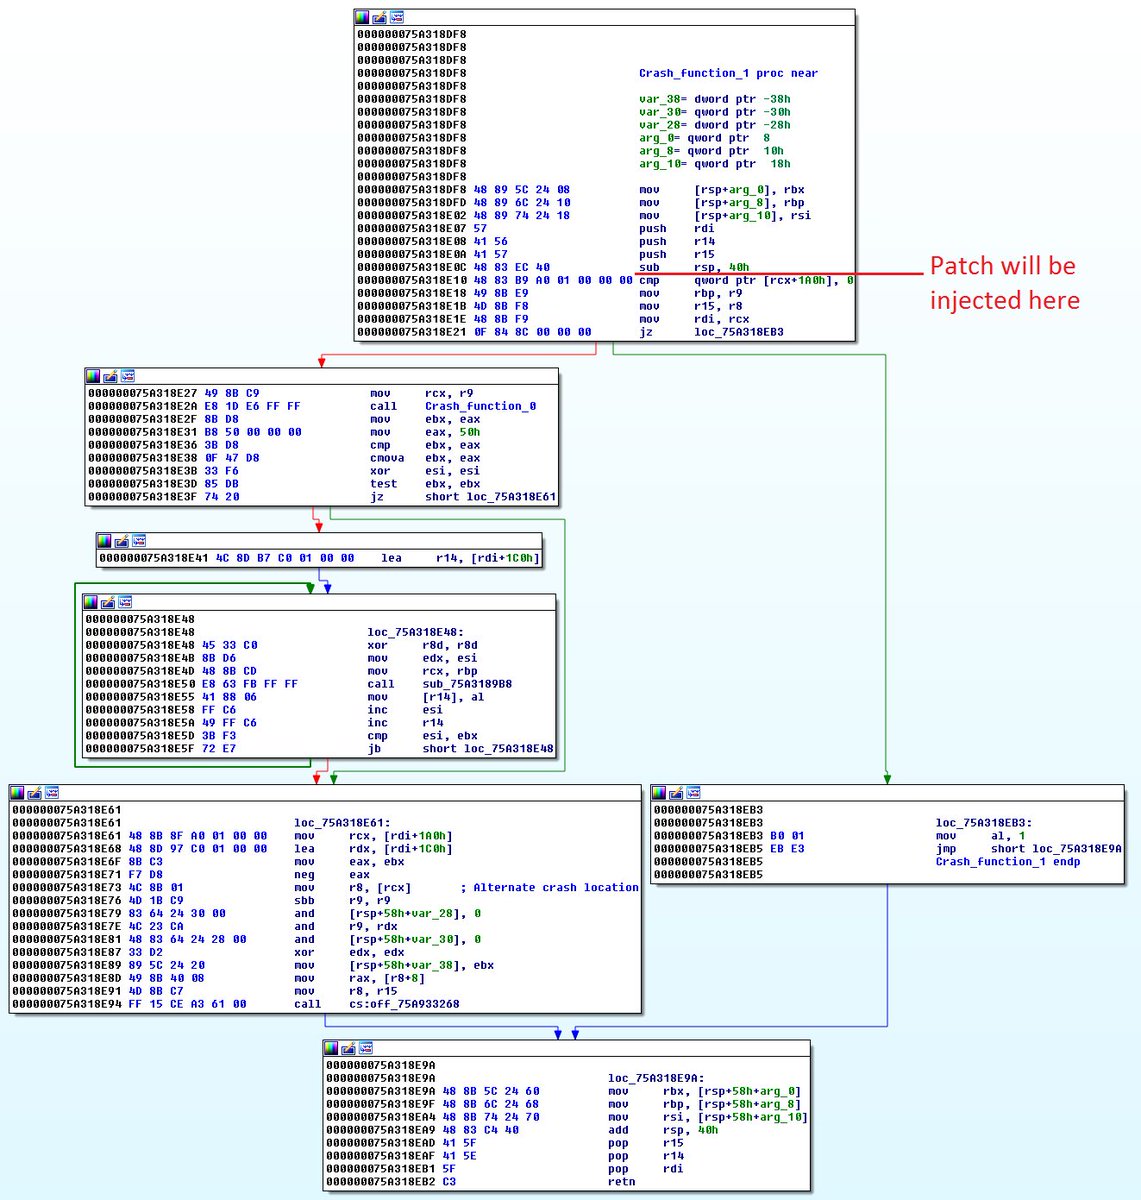 000000075A318DF8
000000075A318DF8
000000075A318DF8
000000075A318DF8 Crash_function_1 proc near
000000075A318DF8
000000075A318DF8 var_38= dword ptr -38h
000000075A318DF8 var_30= qword ptr -30h
000000075A318DF8 var_28= dword ptr -28h
000000075A318DF8 arg_0= qword ptr 8
000000075A318DF8 arg_8= qword ptr 10h
000000075A318DF8 arg_10= qword ptr 18h
000000075A318DF8
000000075A318DF8 48 89 5C 24 08 mov [rsp+arg_0], rbx
000000075A318DFD 48 89 6C 24 10 mov [rsp+arg_8], rbp
000000075A318E02 48 89 74 24 18 mov [rsp+arg_10], rsi
000000075A318E07 57 push rdi
000000075A318E08 41 56 push r14
000000075A318E0A 41 57 push r15
000000075A318E0C 48 83 EC 40 sub rsp, 40h
000000075A318E10 48 83 B9 A0 01 00 00 00 cmp qword ptr [rcx+1A0h], 0
000000075A318E18 49 8B E9 mov rbp, r9
000000075A318E1B 4D 8B F8 mov r15, r8
000000075A318E1E 48 8B F9 mov rdi, rcx
000000075A318E21 0F 84 8C 00 00 00 jz loc_75A318EB3
Patch will be
injected here
000000075A318E27 49 8B C9 mov rcx, r9
000000075A318E2A E8 1D E6 FF FF call Crash_function_0
000000075A318E2F 8B D8 mov ebx, eax
000000075A318E31 B8 50 00 00 00 mov eax, 50h
000000075A318E36 3B D8 cmp ebx, eax
000000075A318E38 0F 47 D8 cmova ebx, eax
000000075A318E3B 33 F6 xor esi, esi
000000075A318E3D 85 DB test ebx, ebx
000000075A318E3F 74 20 jz short loc_75A318E61
000000075A318E41 4C 8D B7 C0 01 00 00 lea r14, [rdi+1C0h]
000000075A318E48
000000075A318E48 loc_75A318E48:
000000075A318E48 45 33 C0 xor r8d, r8d
000000075A318E4B 8B D6 mov edx, esi
000000075A318E4D 48 8B CD mov rcx, rbp
000000075A318E50 E8 63 FB FF FF call sub_75A3189B8
000000075A318E55 41 88 06 mov [r14], al
000000075A318E58 FF C6 inc esi
000000075A318E5A 49 FF C6 inc r14
000000075A318E5D 3B F3 cmp esi, ebx
000000075A318E5F 72 E7 jb short loc_75A318E48
000000075A318E61
000000075A318E61 loc_75A318E61:
000000075A318E61 48 8B 8F A0 01 00 00 mov rcx, [rdi+1A0h]
000000075A318E68 48 8D 97 C0 01 00 00 lea rdx, [rdi+1C0h]
000000075A318E6F 8B C3 mov eax, ebx
000000075A318E71 F7 D8 neg eax
000000075A318E73 4C 8B 01 mov r8, [rcx] ; Alternate crash location
000000075A318E76 4D 1B C9 sbb r9, r9
000000075A318E79 83 64 24 30 00 and [rsp+58h+var_28], 0
000000075A318E7E 4C 23 CA and r9, rdx
000000075A318E81 48 83 64 24 28 00 and [rsp+58h+var_30], 0
000000075A318E87 33 D2 xor edx, edx
000000075A318E89 89 5C 24 20 mov [rsp+58h+var_38], ebx
000000075A318E8D 49 8B 40 08 mov rax, [r8+8]
000000075A318E91 4D 8B C7 mov r8, r15
000000075A318E94 FF 15 CE A3 61 00 call cs:off_75A933268
000000075A318EB3
000000075A318EB3 loc_75A318EB3:
000000075A318EB3 B0 01 mov al, 1
000000075A318EB5 EB E3 jmp short loc_75A318E9A
000000075A318EB5 Crash_function_1 endp
000000075A318EB5
000000075A318E9A
000000075A318E9A loc_75A318E9A:
000000075A318E9A 48 8B 5C 24 60 mov rbx, [rsp+58h+arg_0]
000000075A318E9F 48 8B 6C 24 68 mov rbp, [rsp+58h+arg_8]
000000075A318EA4 48 8B 74 24 70 mov rsi, [rsp+58h+arg_10]
000000075A318EA9 48 83 C4 40 add rsp, 40h
000000075A318EAD 41 5F pop r15
000000075A318EAF 41 5E pop r14
000000075A318EB1 5F pop rdi
000000075A318EB2 C3 retn